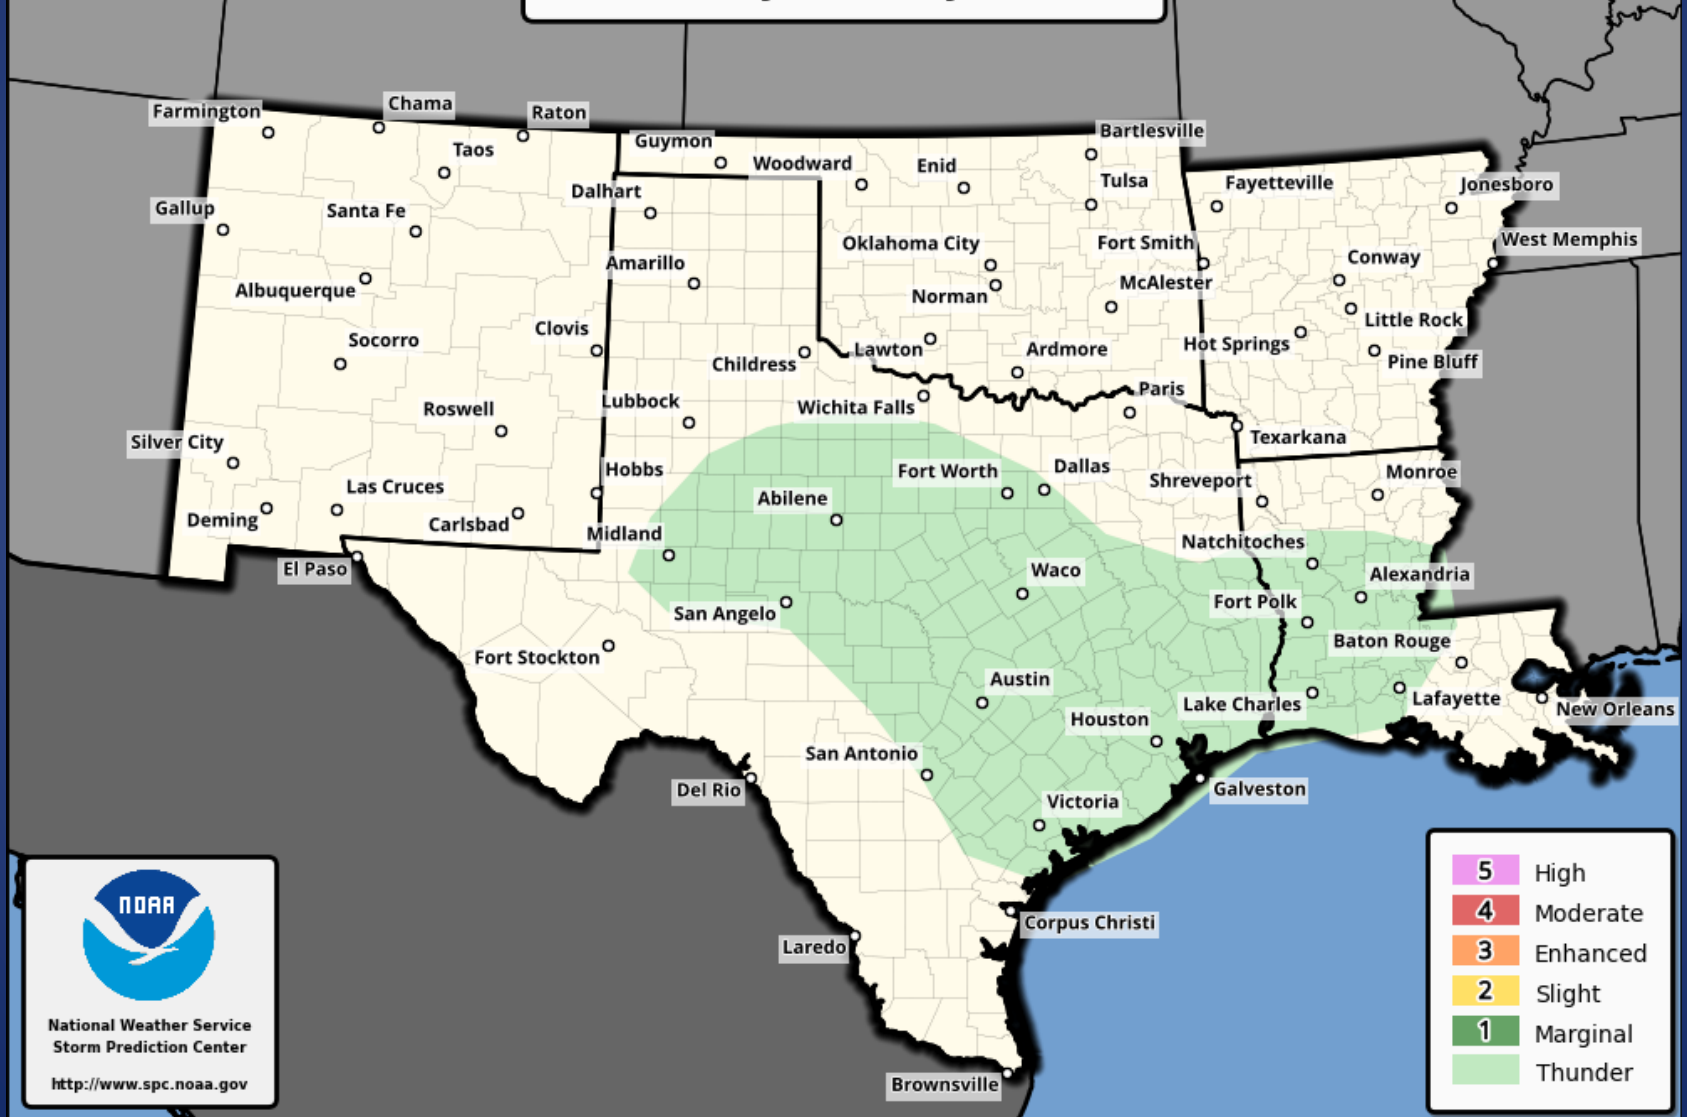 Farmington
Chama
Raton
Bartlesville
Guymon
Taos
Woodward
Enid
Tulsa
Fayetteville
Jonesboro
Dalhart
Gallup
Santa Fe
Oklahoma City
Fort Smith
West Memphis
Conway
Amarillo
McAlester
Albuquerque
Norman
Clovis
Little Rock
Socorro
Childress
Lawton
Ardmore
Hot Springs
Pine Bluff
Paris
Lubbock
Wichita Falls
Roswell
Texarkana
Silver City
Hobbs
Fort Worth
Dallas
Shreveport
Monroe
Las Cruces
Abilene
Deming
Carlsbad
Midland
Natchitoches
El Paso
Waco
Alexandria
San Angelo
Fort Polk
Fort Stockton
Baton Rouge
Austin
Lake Charles
Lafayette
New Orleans
Houston
San Antonio
Del Rio
Victoria
Galveston
Corpus Christi
Laredo
Brownsville
NOAA
National Weather Service
Storm Prediction Center
http://www.spc.noaa.gov
5 High
4 Moderate
3 Enhanced
2 Slight
1 Marginal
Thunder